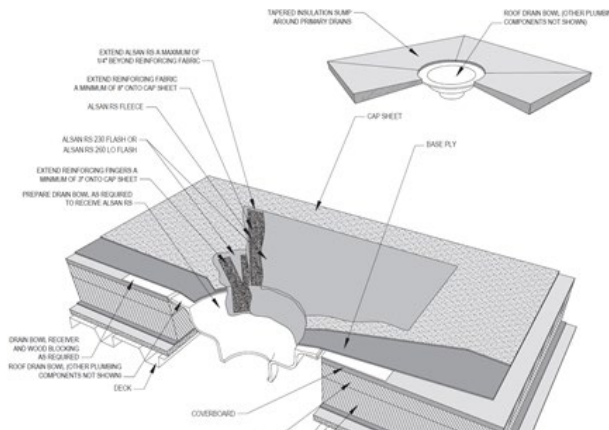 TAPERED INSULATION SUMP
AROUND PRIMARY DRAINS
ROOF DRAIN BOWL (OTHER PLUMBING
COMPONENTS NOT SHOWN)
EXTEND ALSAN RS A MAXIMUM OF
1/4" BEYOND REINFORCING FABRIC
EXTEND REINFORCING FABRIC
A MINIMUM OF 6" ONTO CAP SHEET
ALSAN RS FLEECE
CAP SHEET
ALSAN RS 230 FLASH OR
ALSAN RS 260 LO FLASH
BASE PLY
EXTEND REINFORCING FINGERS A
MINIMUM OF 3" ONTO CAP SHEET
PREPARE DRAIN BOWL AS REQUIRED
TO RECEIVE ALSAN RS
DRAIN BOWL RECEIVER
AND WOOD BLOCKING
AS REQUIRED
ROOF DRAIN BOWL (OTHER PLUMBING
COMPONENTS NOT SHOWN)
DECK
COVERBOARD